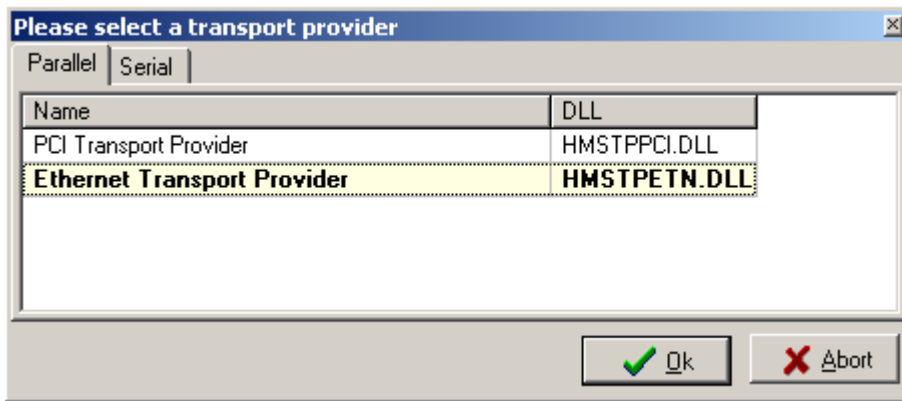 Please select a transport provider
Parallel Serial
Name DLL
PCI Transport Provider HMSTPPCI.DLL
Ethernet Transport Provider HMSTPETN.DLL
Ok Abort